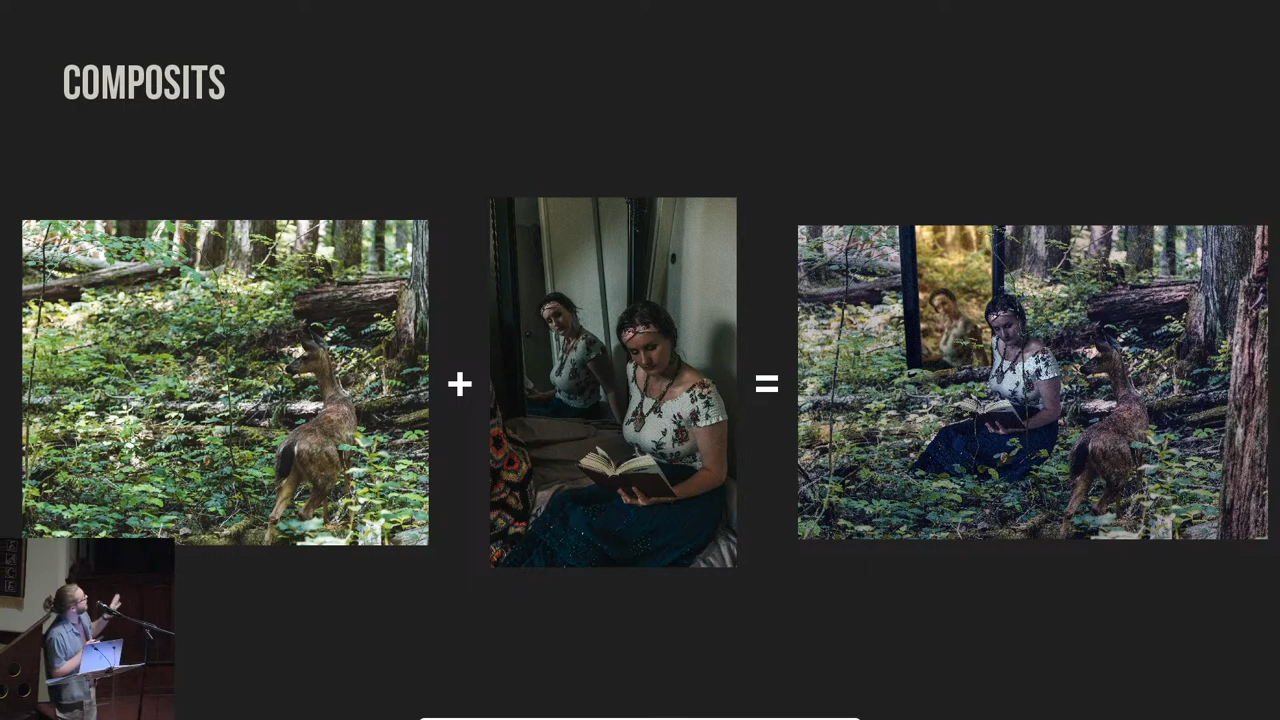 COMPOSITS
+
=